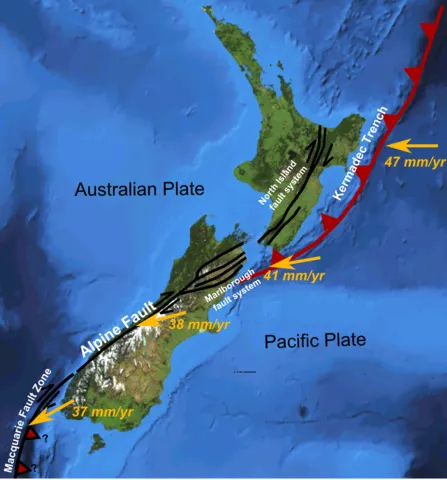 Kermadec Trench
47 mm/yr
North Island
fault system
Australian Plate
41 mm/yr
Marlborough
fault system
Alpine Fault
38 mm/yr
Pacific Plate
37 mm/yr
Macquarie Fault Zone
?
?